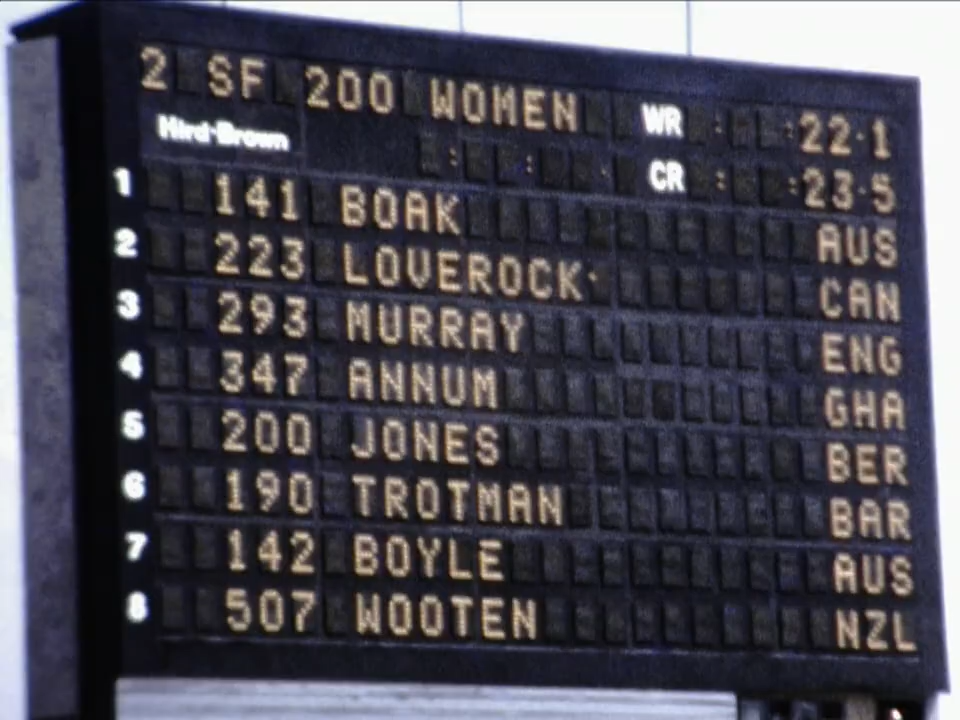 2 SF 200 WOMEN WR : : 22·1
Hird-Brown : : · CR : : 23·5
1 141 BOAK AUS
2 223 LOVEROCK· CAN
3 293 MURRAY ENG
4 347 ANNUM GHA
5 200 JONES BER
6 190 TROTMAN BAR
7 142 BOYLE AUS
8 507 WOOTEN NZL